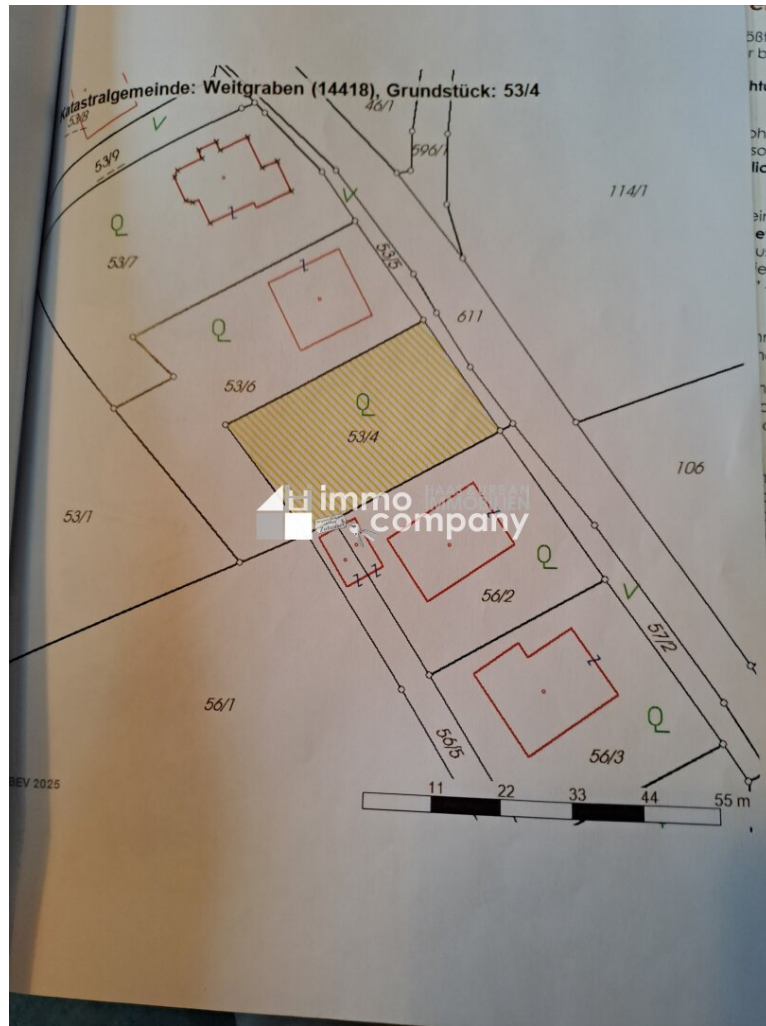 Katastralgemeinde: Weitgraben (14418), Grundstück: 53/4
53/8
46/1
53/9
596/1
114/1
53/7
53/5
611
53/6
53/4
106
53/1
immo
company
IMMOBILIEN
56/2
57/2
56/1
56/5
56/3
BEV 2025
11 22 33 44 55 m